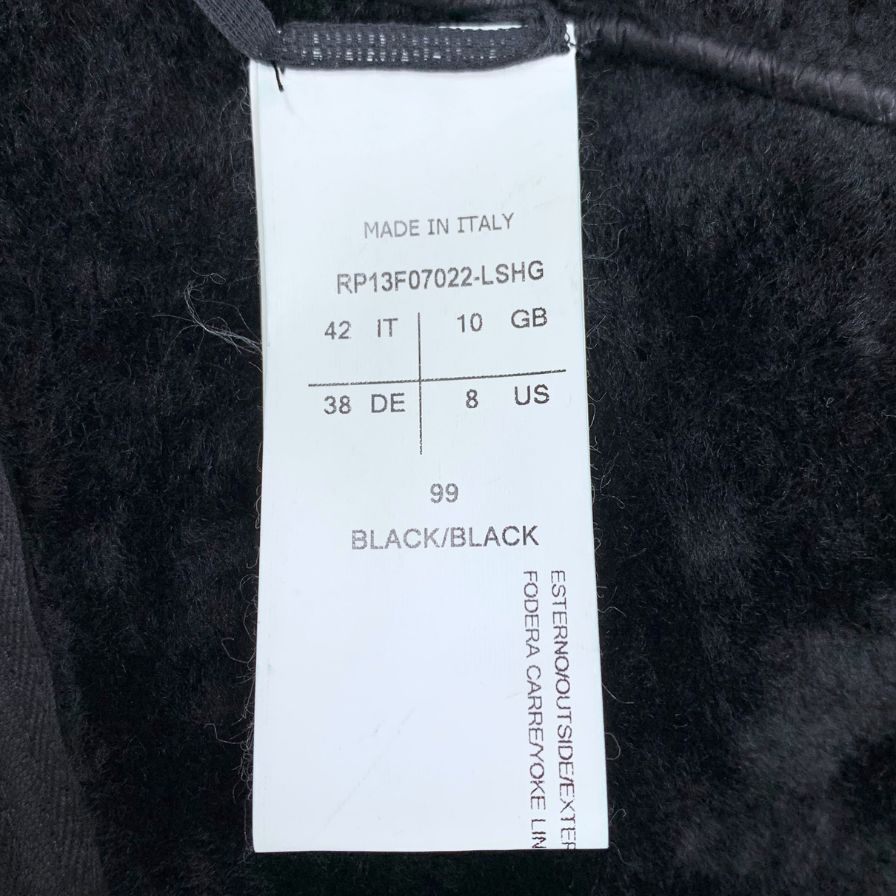 MADE IN ITALY
RP13F07022-LSHG
42 IT 10 GB
38 DE 8 US
99
BLACK/BLACK
ESTERNO/OUTSIDE/EXTER
FODERA CARRE/YOKE LIN